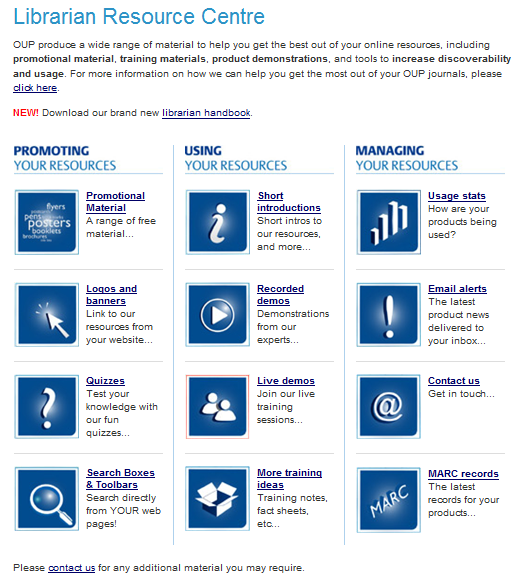 Librarian Resource Centre
OUP produce a wide range of material to help you get the best out of your online resources, including
promotional material, training materials, product demonstrations, and tools to increase discoverability
and usage. For more information on how we can help you get the most out of your OUP journals, please
click here.
NEW! Download our brand new librarian handbook.
PROMOTING
YOUR RESOURCES
flyers
pens
posters
booklets
brochures
Promotional
Material
A range of free
material...
Logos and
banners
Link to our
resources from
your website...
?
Quizzes
Test your
knowledge with
our fun
quizzes...
Search Boxes
& Toolbars
Search directly
from YOUR web
pages!
USING
YOUR RESOURCES
i
Short
introductions
Short intros to
our resources,
and more...
Recorded
demos
Demonstrations
from our
experts...
Live demos
Join our live
training
sessions...
More training
ideas
Training notes,
fact sheets,
etc...
MANAGING
YOUR RESOURCES
Usage stats
How are your
products being
used?
!
Email alerts
The latest
product news
delivered to
your inbox...
@
Contact us
Get in touch...
MARC
MARC records
The latest
records for your
products...
Please contact us for any additional material you may require.